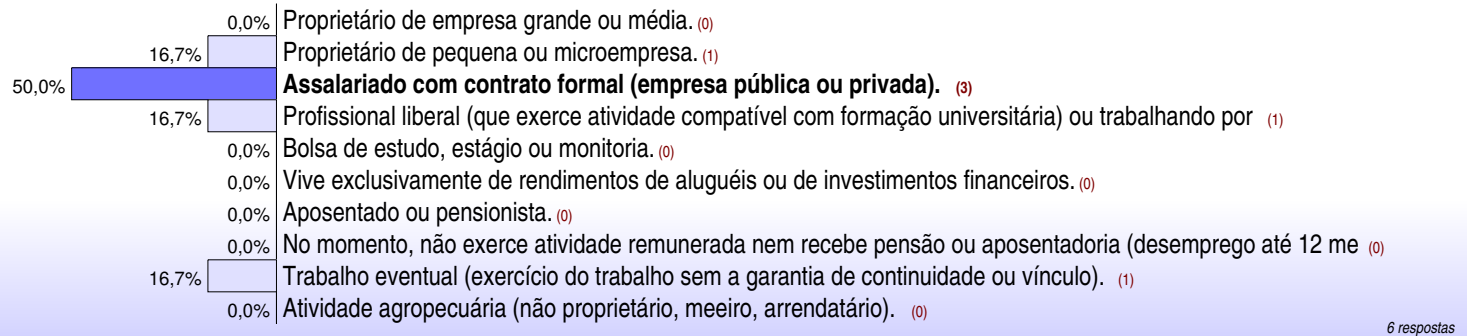 0,0% Proprietário de empresa grande ou média. (0)
16,7% Proprietário de pequena ou microempresa. (1)
50,0% Assalariado com contrato formal (empresa pública ou privada). (3)
16,7% Profissional liberal (que exerce atividade compatível com formação universitária) ou trabalhando por (1)
0,0% Bolsa de estudo, estágio ou monitoria. (0)
0,0% Vive exclusivamente de rendimentos de aluguéis ou de investimentos financeiros. (0)
0,0% Aposentado ou pensionista. (0)
0,0% No momento, não exerce atividade remunerada nem recebe pensão ou aposentadoria (desemprego até 12 me (0)
16,7% Trabalho eventual (exercício do trabalho sem a garantia de continuidade ou vínculo). (1)
0,0% Atividade agropecuária (não proprietário, meeiro, arrendatário). (0)
6 respostas